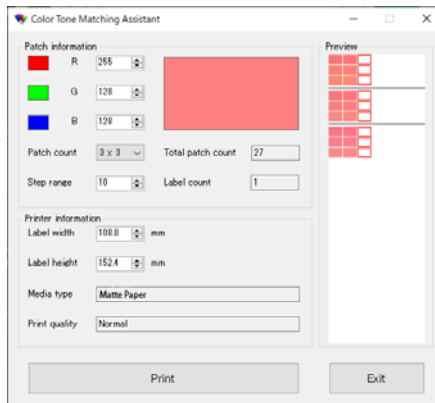 Color Tone Matching Assistant
Patch information
R 255
G 128
B 128
Patch count 3 x 3 Total patch count 27
Step range 10 Label count 1
Printer information
Label width 108.0 mm
Label height 152.4 mm
Media type Matte Paper
Print quality Normal
Preview
Print Exit